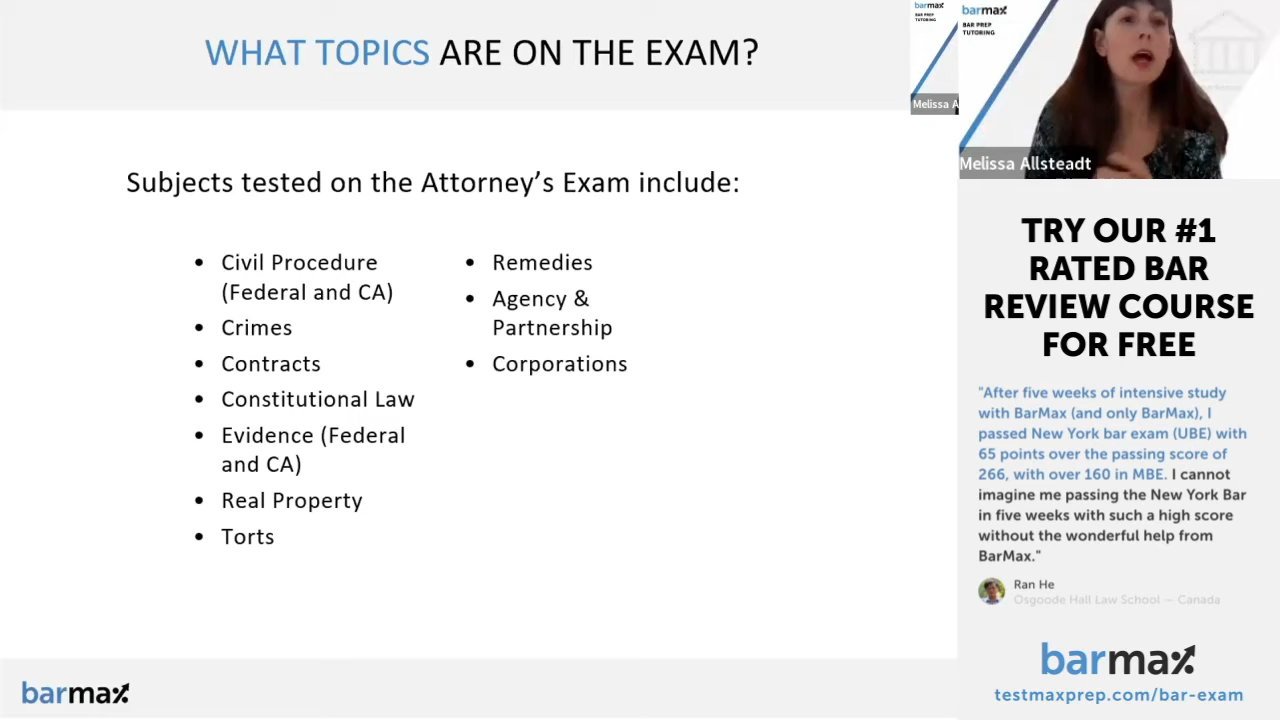 WHAT TOPICS ARE ON THE EXAM?
Subjects tested on the Attorney's Exam include:
• Civil Procedure
(Federal and CA)
• Crimes
• Contracts
• Constitutional Law
• Evidence (Federal
and CA)
• Real Property
• Torts
• Remedies
• Agency &
Partnership
• Corporations
barmax
barmax
BAR PREP
TUTORING
Melissa A
barmax
BAR PREP
TUTORING
Melissa Allsteadt
TRY OUR #1
RATED BAR
REVIEW COURSE
FOR FREE
"After five weeks of intensive study
with BarMax (and only BarMax), I
passed New York bar exam (UBE) with
65 points over the passing score of
266, with over 160 in MBE. I cannot
imagine me passing the New York Bar
in five weeks with such a high score
without the wonderful help from
BarMax."
Ran He
Osgoode Hall Law School — Canada
barmax
testmaxprep.com/bar-exam